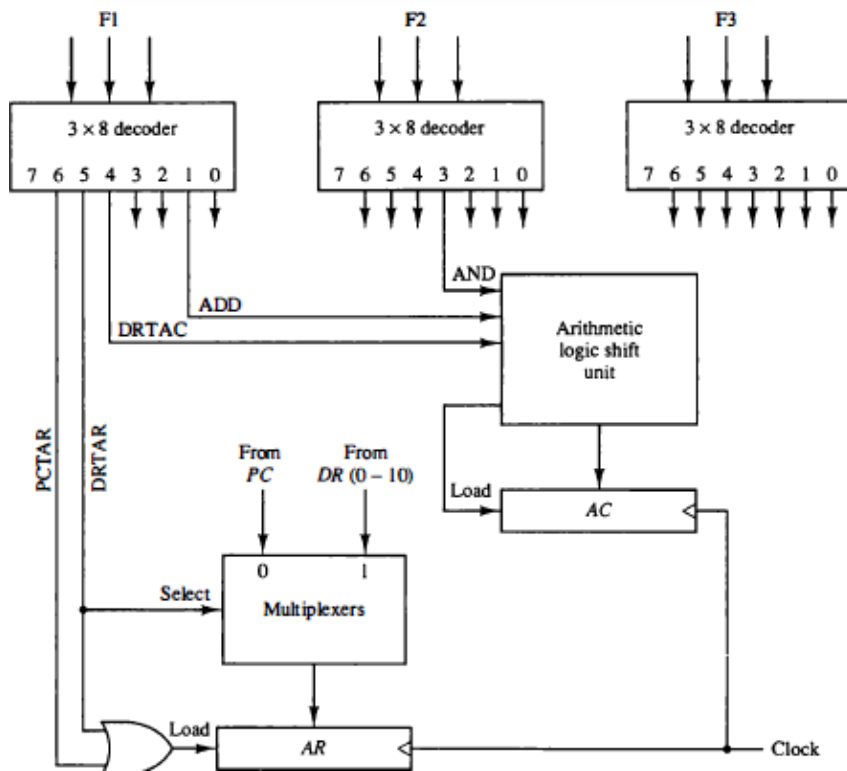 F1 F2 F3
3 × 8 decoder 3 × 8 decoder 3 × 8 decoder
7 6 5 4 3 2 1 0 7 6 5 4 3 2 1 0 7 6 5 4 3 2 1 0
AND
ADD
DRTAC
Arithmetic
logic shift
unit
PCTAR
DRTAR
From From
PC DR (0 – 10)
Load AC
0 1
Select Multiplexers
Load AR Clock